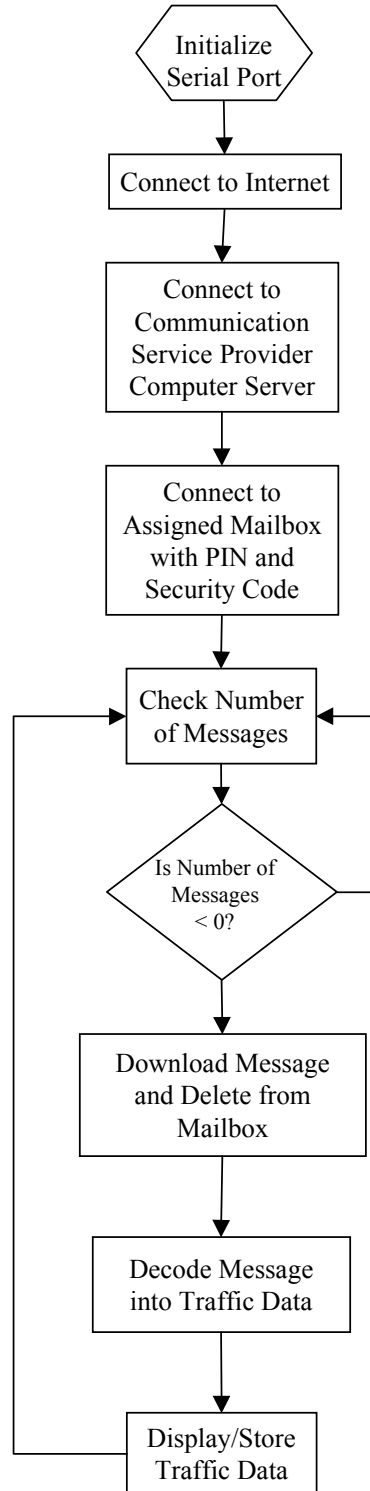 Initialize
Serial Port
Connect to Internet
Connect to
Communication
Service Provider
Computer Server
Connect to
Assigned Mailbox
with PIN and
Security Code
Check Number
of Messages
Is Number of
Messages
< 0?
Download Message
and Delete from
Mailbox
Decode Message
into Traffic Data
Display/Store
Traffic Data